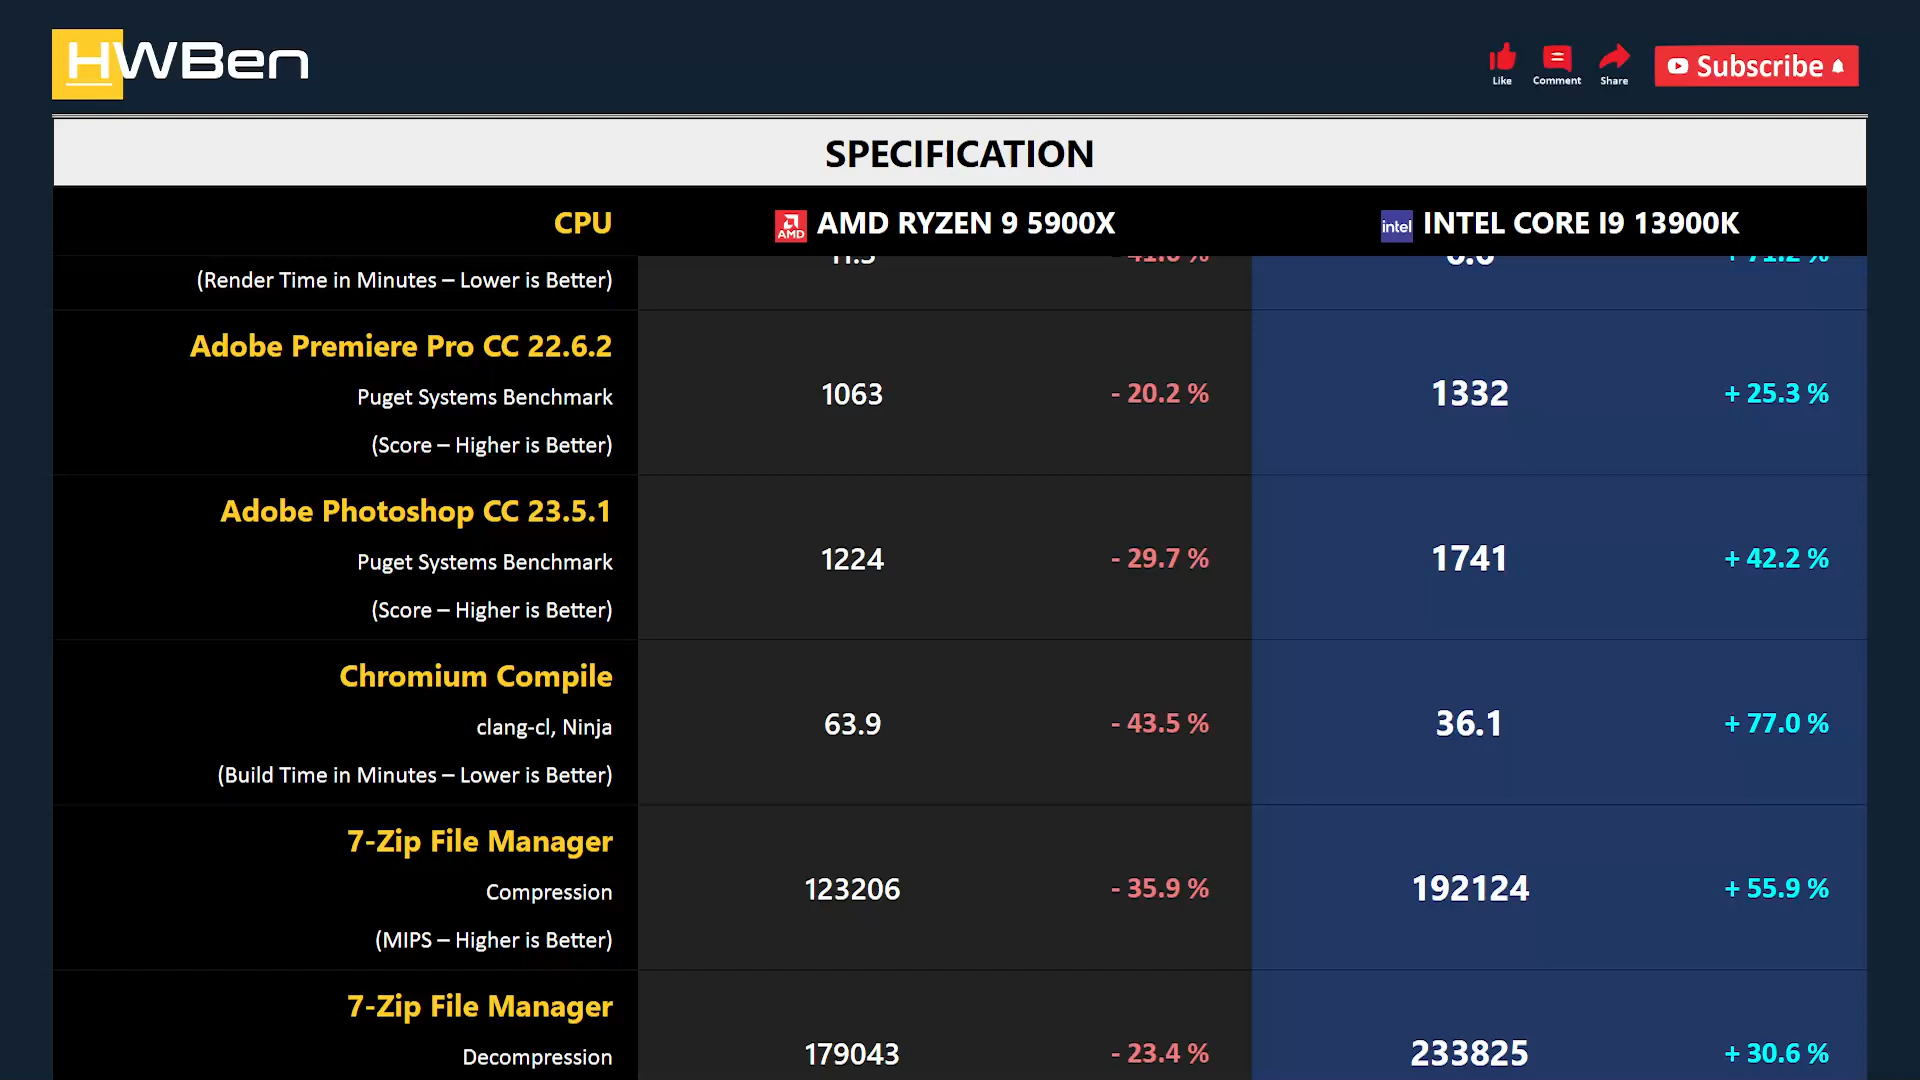 HWBen
Like
Comment
Share
Subscribe
SPECIFICATION
CPU
AMD
AMD RYZEN 9 5900X
intel
INTEL CORE I9 13900K
(Render Time in Minutes – Lower is Better)
Adobe Premiere Pro CC 22.6.2
Puget Systems Benchmark
(Score – Higher is Better)
1063
- 20.2 %
1332
+ 25.3 %
Adobe Photoshop CC 23.5.1
Puget Systems Benchmark
(Score – Higher is Better)
1224
- 29.7 %
1741
+ 42.2 %
Chromium Compile
clang-cl, Ninja
(Build Time in Minutes – Lower is Better)
63.9
- 43.5 %
36.1
+ 77.0 %
7-Zip File Manager
Compression
(MIPS – Higher is Better)
123206
- 35.9 %
192124
+ 55.9 %
7-Zip File Manager
Decompression
179043
- 23.4 %
233825
+ 30.6 %